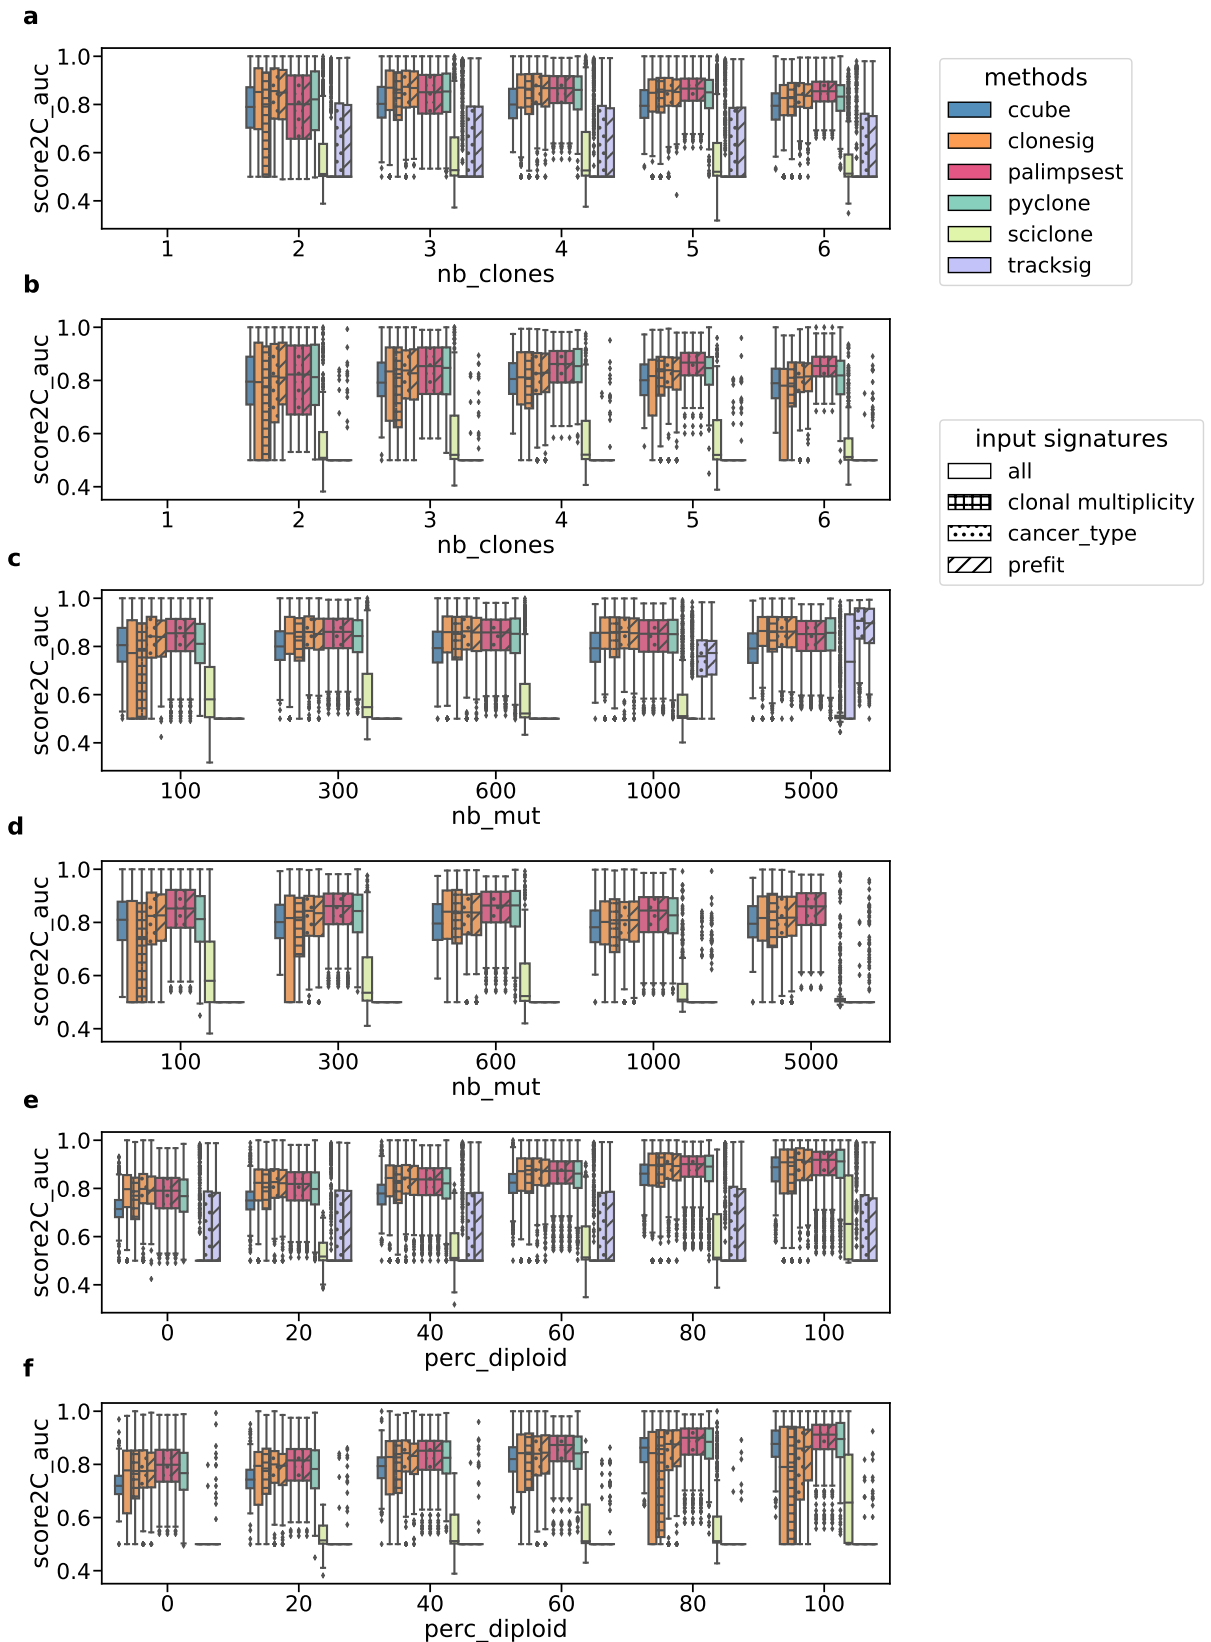 a
1.0
0.8
0.6
0.4
score2C_auc
1 2 3 4 5 6
nb_clones
methods
ccube
clonesig
palimpsest
pyclone
sciclone
tracksig
b
1.0
0.8
0.6
0.4
score2C_auc
1 2 3 4 5 6
nb_clones
input signatures
all
clonal multiplicity
cancer_type
prefit
c
1.0
0.8
0.6
0.4
score2C_auc
100 300 600 1000 5000
nb_mut
d
1.0
0.8
0.6
0.4
score2C_auc
100 300 600 1000 5000
nb_mut
e
1.0
0.8
0.6
0.4
score2C_auc
0 20 40 60 80 100
perc_diploid
f
1.0
0.8
0.6
0.4
score2C_auc
0 20 40 60 80 100
perc_diploid